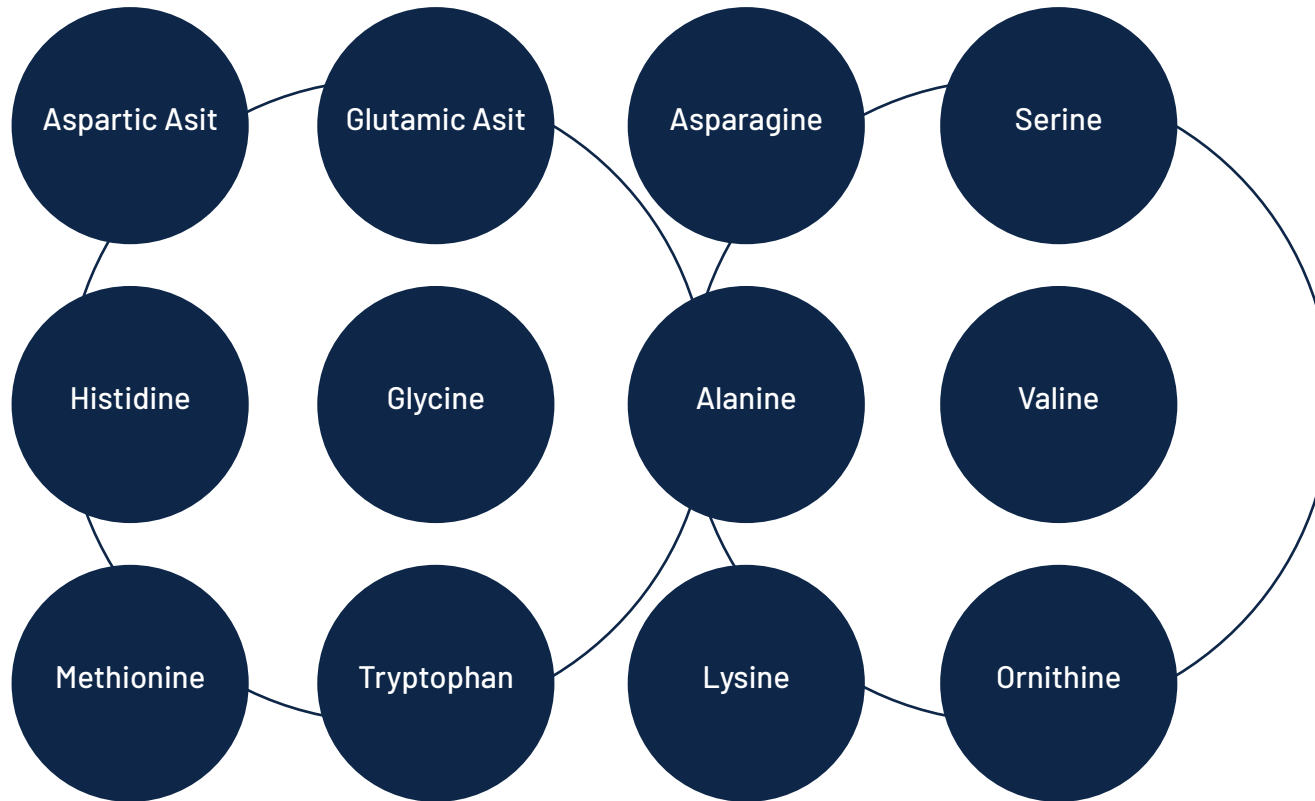 Aspartic Asit
Glutamic Asit
Asparagine
Serine
Histidine
Glycine
Alanine
Valine
Methionine
Tryptophan
Lysine
Ornithine